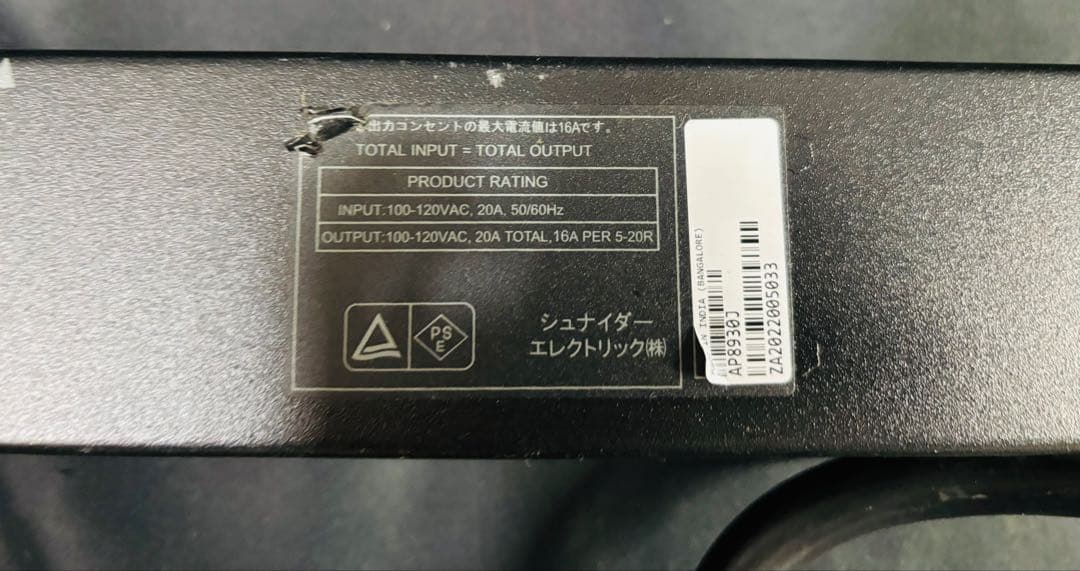 出力コンセントの最大電流値は16Aです。
TOTAL INPUT = TOTAL OUTPUT
PRODUCT RATING
INPUT:100-120VAC, 20A, 50/60Hz
OUTPUT:100-120VAC, 20A TOTAL,16A PER 5-20R
PS
E
シュナイダー
エレクトリック(株)
IN INDIA (BANGALORE)
AP8930J
ZA2022005033